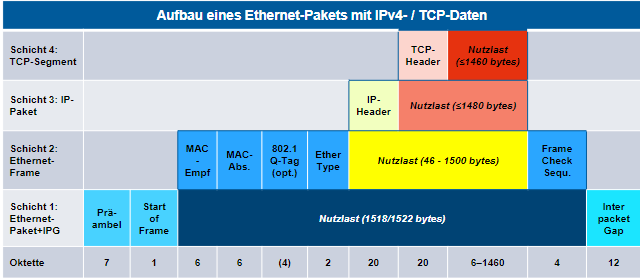 Aufbau eines Ethernet-Pakets mit IPv4- / TCP-Daten
Schicht 4:
TCP-Segment
TCP-
Header
Nutzlast
(≤1460 bytes)
Schicht 3: IP-
Paket
IP-
Header
Nutzlast (≤1480 bytes)
Schicht 2:
Ethernet-
Frame
MAC
-
Empf
MAC-
Abs.
802.1
Q-Tag
(opt.)
Ether
Type
Nutzlast (46 - 1500 bytes)
Frame
Check
Sequ.
Schicht 1:
Ethernet-
Paket+IPG
Prä-
ambel
Start
of
Frame
Nutzlast (1518/1522 bytes)
Inter
packet
Gap
Oktette 7 1 6 6 (4) 2 20 20 6–1460 4 12